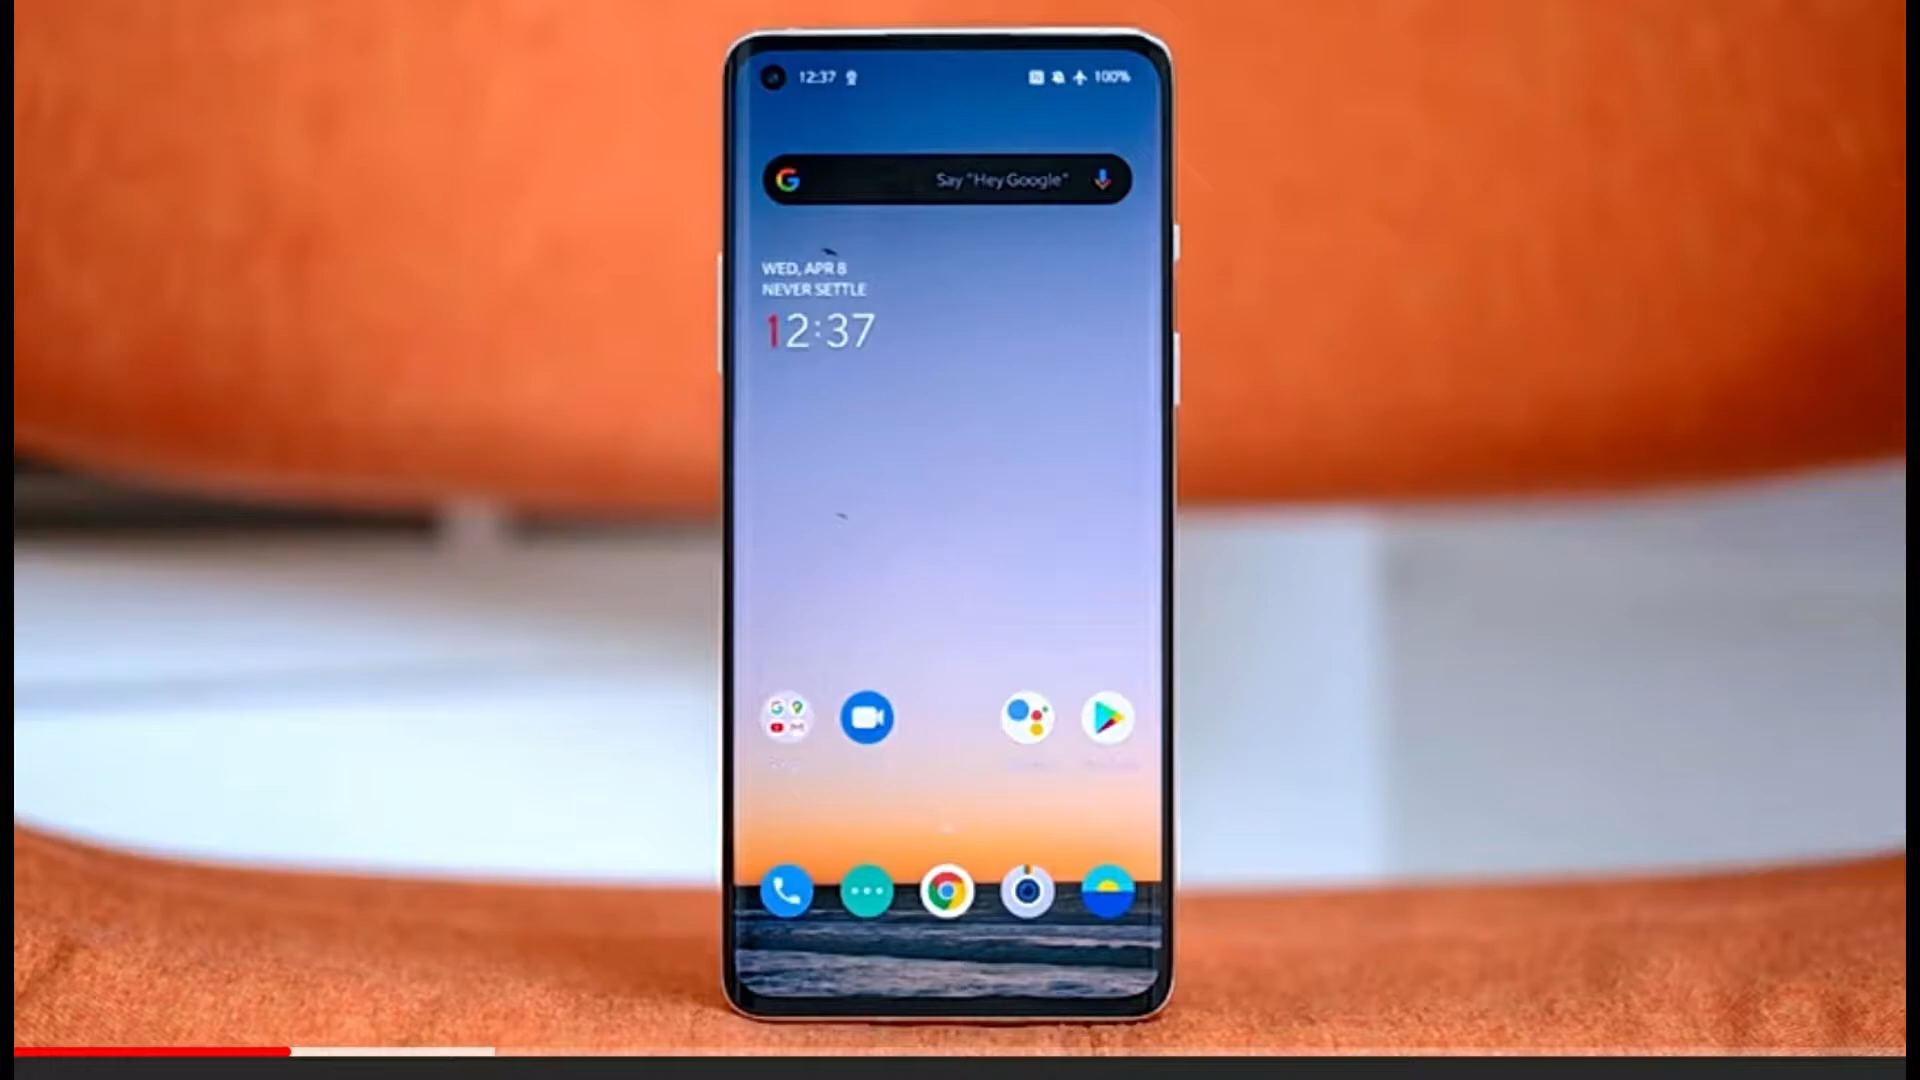 12:37
100%
Say "Hey Google"
WED, APR 8
NEVER SETTLE
12:37